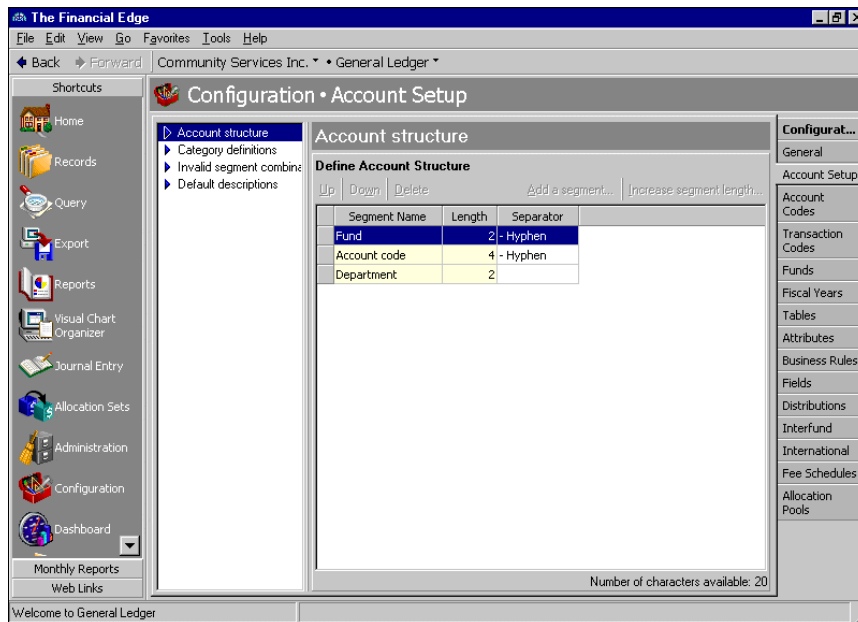 The Financial Edge
File Edit View Go Favorites Tools Help
Back Forward Community Services Inc. • General Ledger
Shortcuts
Home
Records
Query
Export
Reports
Visual Chart
Organizer
Journal Entry
Allocation Sets
Administration
Configuration
Dashboard
Monthly Reports
Web Links
Configuration • Account Setup
Account structure
Category definitions
Invalid segment combina
Default descriptions
Account structure
Define Account Structure
Up Down Delete Add a segment... Increase segment length...
Segment Name Length Separator
Fund 2 - Hyphen
Account code 4 - Hyphen
Department 2
Number of characters available: 20
Configurat...
General
Account Setup
Account
Codes
Transaction
Codes
Funds
Fiscal Years
Tables
Attributes
Business Rules
Fields
Distributions
Interfund
International
Fee Schedules
Allocation
Pools
Welcome to General Ledger